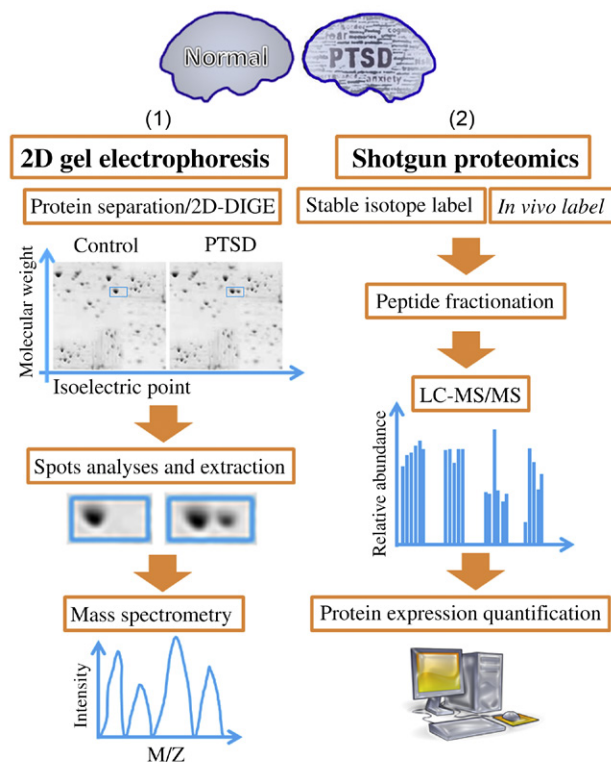 Normal
PTSD
roar
anxiety
(1)
2D gel electrophoresis
Protein separation/2D-DIGE
Control
PTSD
Molecular weight
Isoelectric point
Spots analyses and extraction
Mass spectrometry
Intensity
M/Z
(2)
Shotgun proteomics
Stable isotope label
In vivo label
Peptide fractionation
LC-MS/MS
Relative abundance
Protein expression quantification